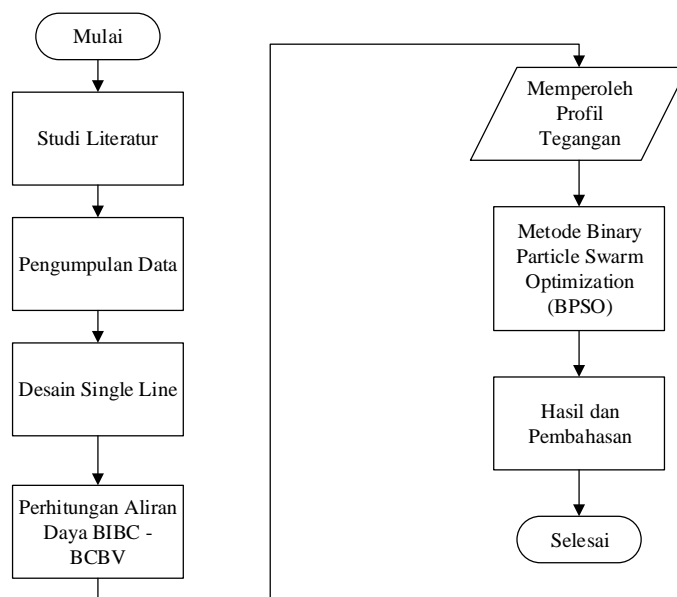 Mulai
Studi Literatur
Pengumpulan Data
Desain Single Line
Perhitungan Aliran
Daya BIBC -
BCBV
Memperoleh
Profil
Tegangan
Metode Binary
Particle Swarm
Optimization
(BPSO)
Hasil dan
Pembahasan
Selesai